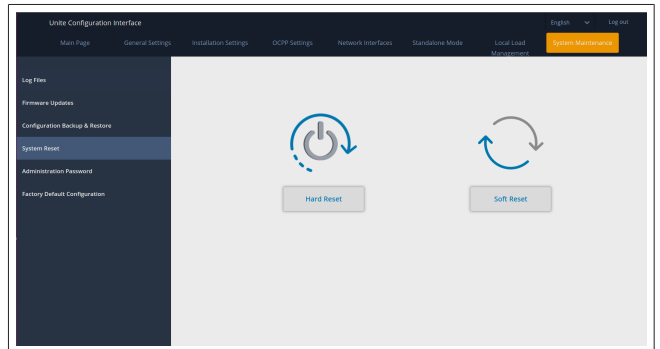 Unite Configuration Interface
English
Log out
Main Page
General Settings
Installation Settings
OCPP Settings
Network Interfaces
Standalone Mode
Local Load
Management
System Maintenance
Log Files
Firmware Updates
Configuration Backup & Restore
System Reset
Administration Password
Factory Default Configuration
Hard Reset
Soft Reset